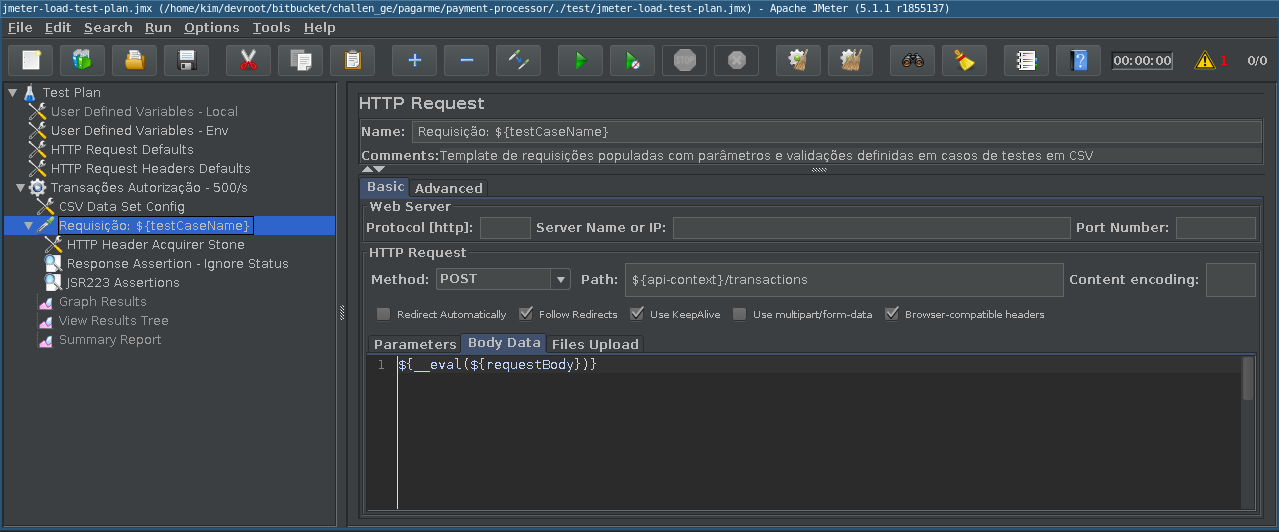 jmeter-load-test-plan.jmx (/home/kim/devroot/bitbucket/challen_ge/pagarme/payment-processor/./test/jmeter-load-test-plan.jmx) - Apache JMeter (5.1.1 r1855137)
File Edit Search Run Options Tools Help
STOP 00:00:00 1 0/0
Test Plan
User Defined Variables - Local
User Defined Variables - Env
HTTP Request Defaults
HTTP Request Headers Defaults
Transações Autorização - 500/s
CSV Data Set Config
Requisição: ${testCaseName}
HTTP Header Acquirer Stone
Response Assertion - Ignore Status
JSR223 Assertions
Graph Results
View Results Tree
Summary Report
HTTP Request
Name: Requisição: ${testCaseName}
Comments:Template de requisições populadas com parâmetros e validações definidas em casos de testes em CSV
Basic Advanced
Web Server
Protocol [http]: Server Name or IP: Port Number:
HTTP Request
Method: POST Path: ${api-context}/transactions Content encoding:
Redirect Automatically Follow Redirects Use KeepAlive Use multipart/form-data Browser-compatible headers
Parameters Body Data Files Upload
1 ${__eval(${requestBody})}